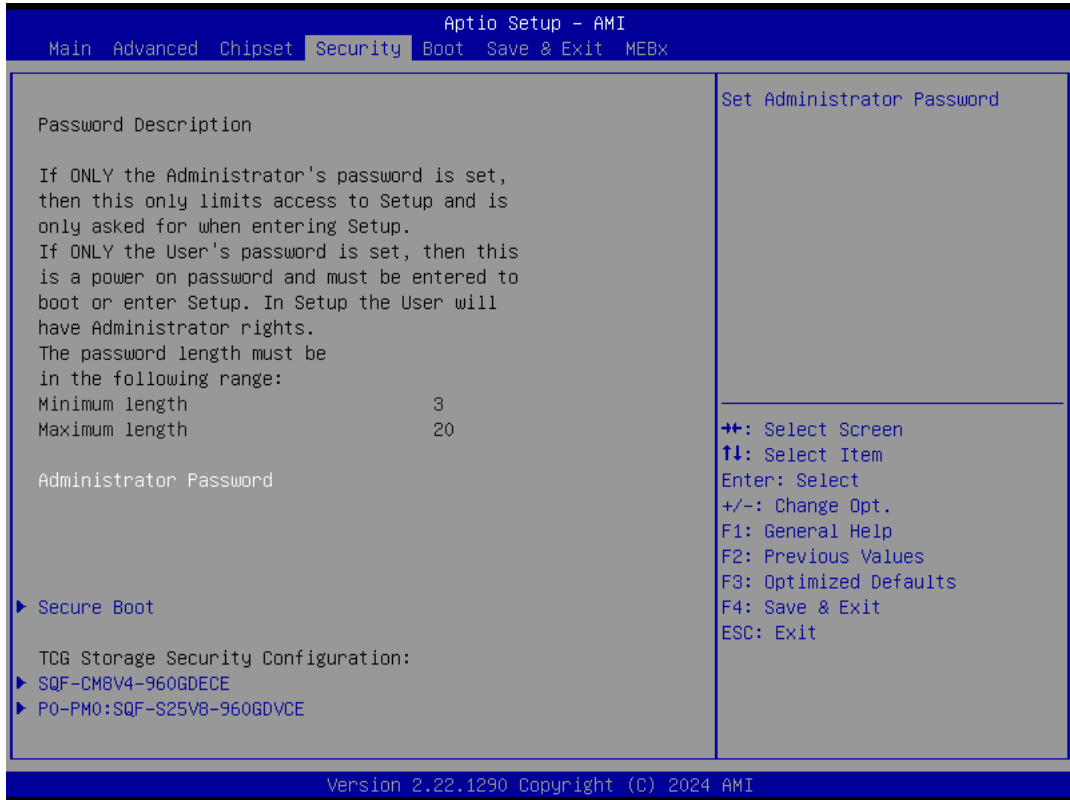 Aptio Setup – AMI
Main Advanced Chipset Security Boot Save & Exit MEBx
Password Description
If ONLY the Administrator's password is set,
then this only limits access to Setup and is
only asked for when entering Setup.
If ONLY the User's password is set, then this
is a power on password and must be entered to
boot or enter Setup. In Setup the User will
have Administrator rights.
The password length must be
in the following range:
Minimum length 3
Maximum length 20
Administrator Password
▶ Secure Boot
TCG Storage Security Configuration:
▶ SQF-CM8V4-960GDECE
▶ P0-PM0:SQF-S25V8-960GDVCE
Set Administrator Password
→←: Select Screen
↑↓: Select Item
Enter: Select
+/-: Change Opt.
F1: General Help
F2: Previous Values
F3: Optimized Defaults
F4: Save & Exit
ESC: Exit
Version 2.22.1290 Copyright (C) 2024 AMI